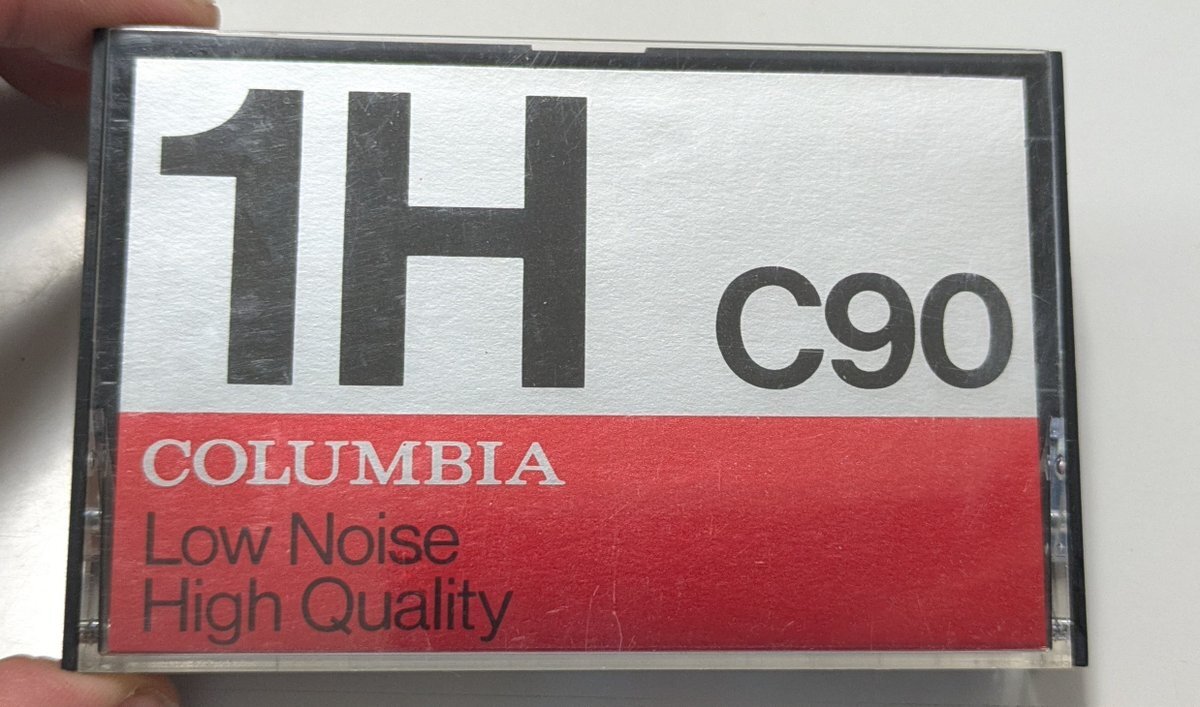 1H C90
COLUMBIA
Low Noise
High Quality